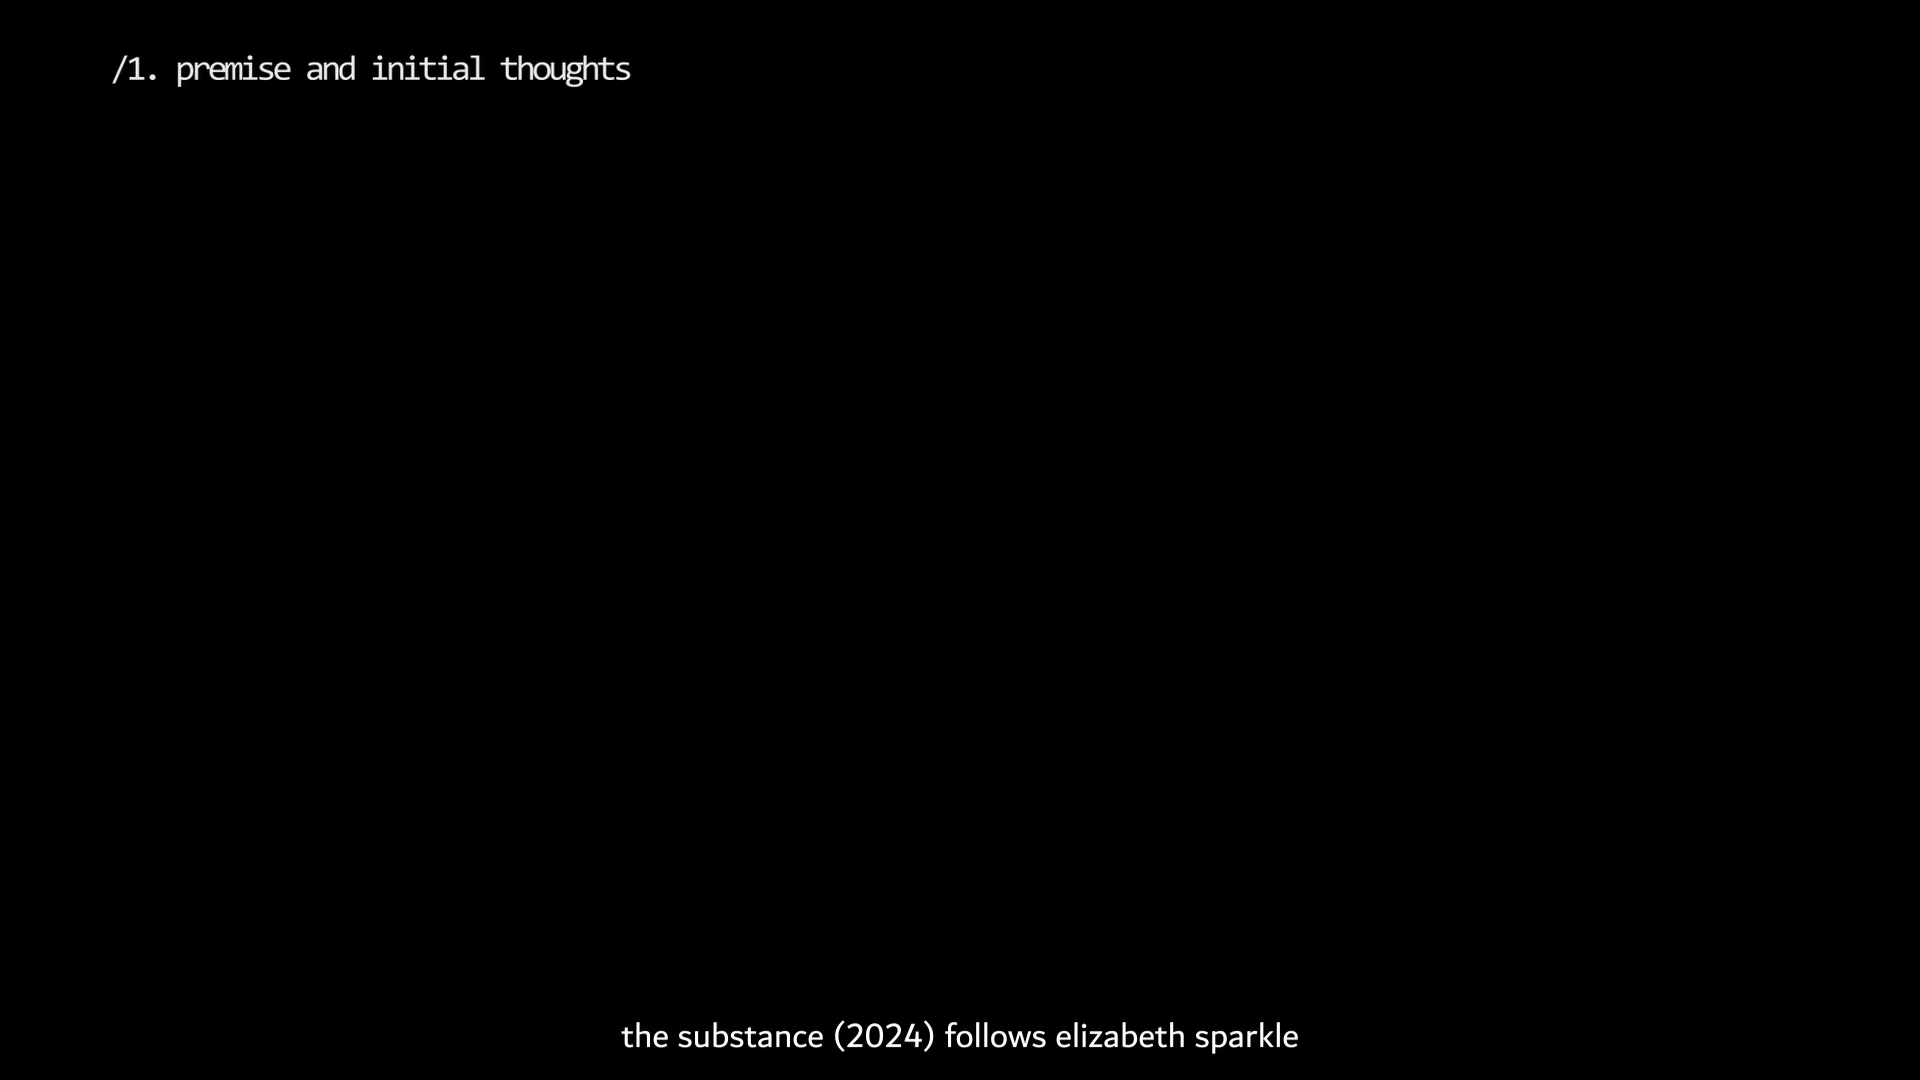 /1. premise and initial thoughts
the substance (2024) follows elizabeth sparkle